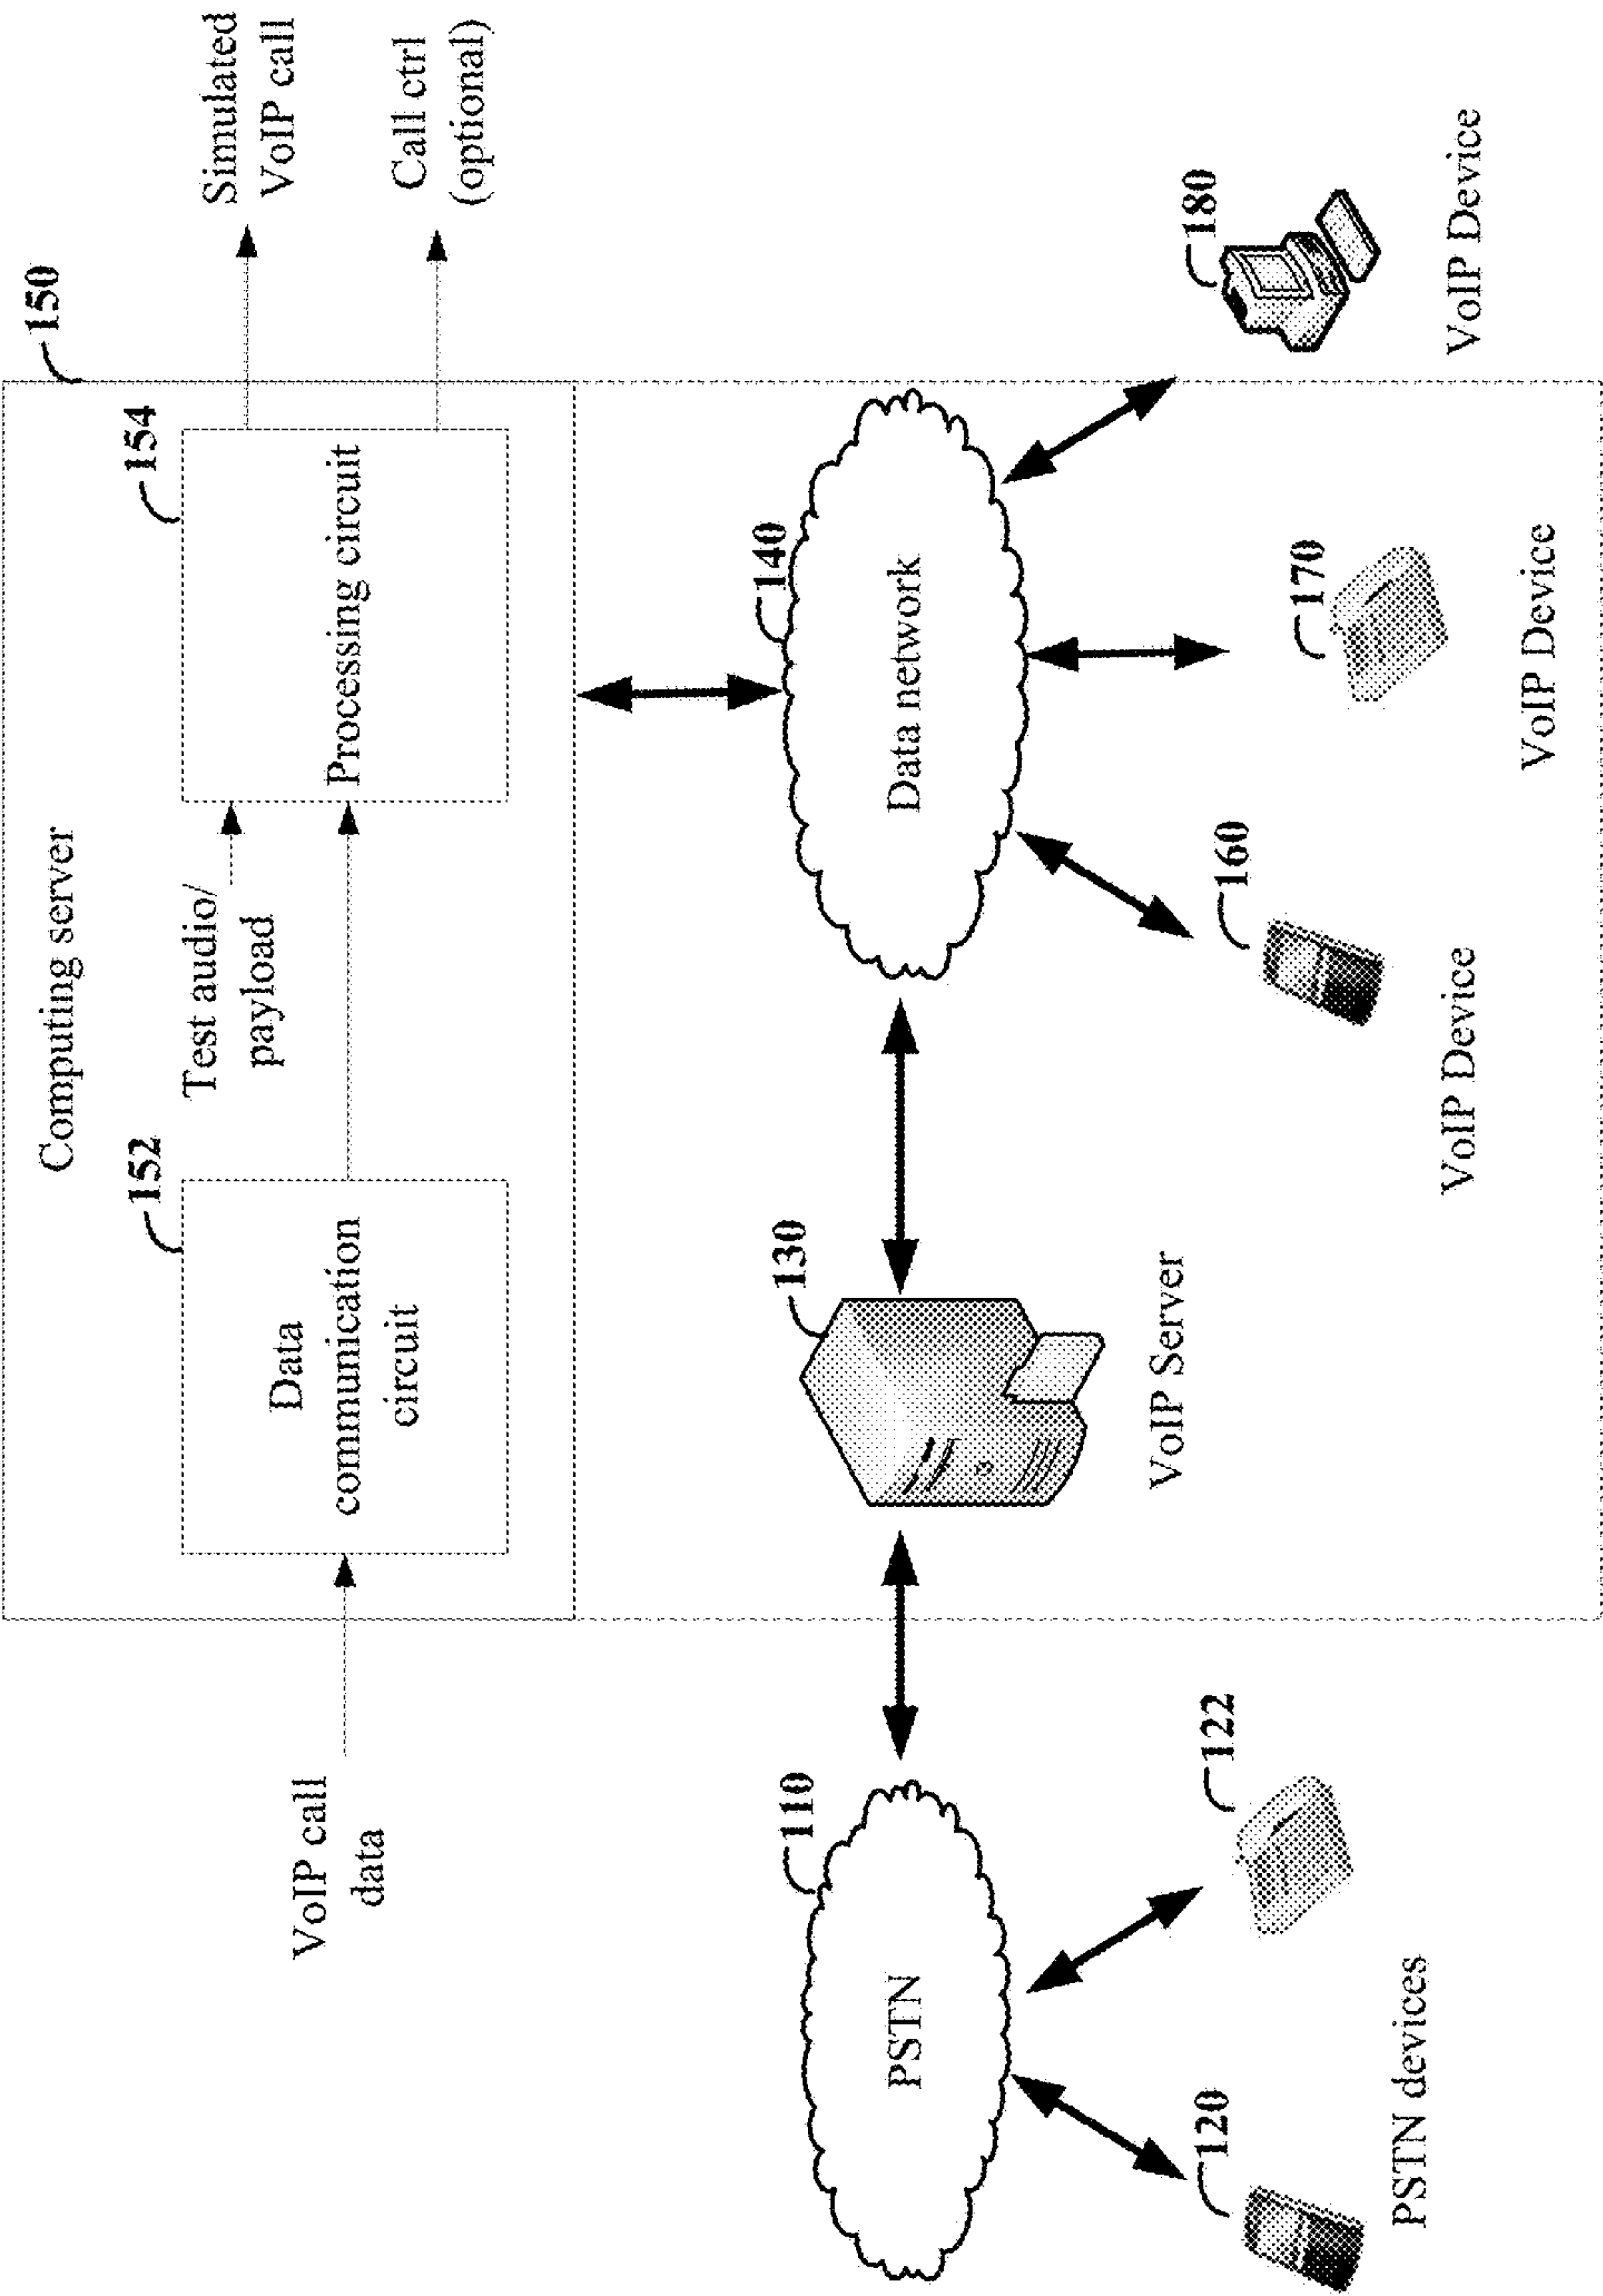 Computing server
150
VoIP call
data
152
Data
communication
circuit
Test audio/
payload
154
Processing circuit
Simulated
VoIP call
Call ctrl
(optional)
110
PSTN
130
VoIP Server
140
Data network
120
122
PSTN devices
160
VoIP Device
170
VoIP Device
180
VoIP Device